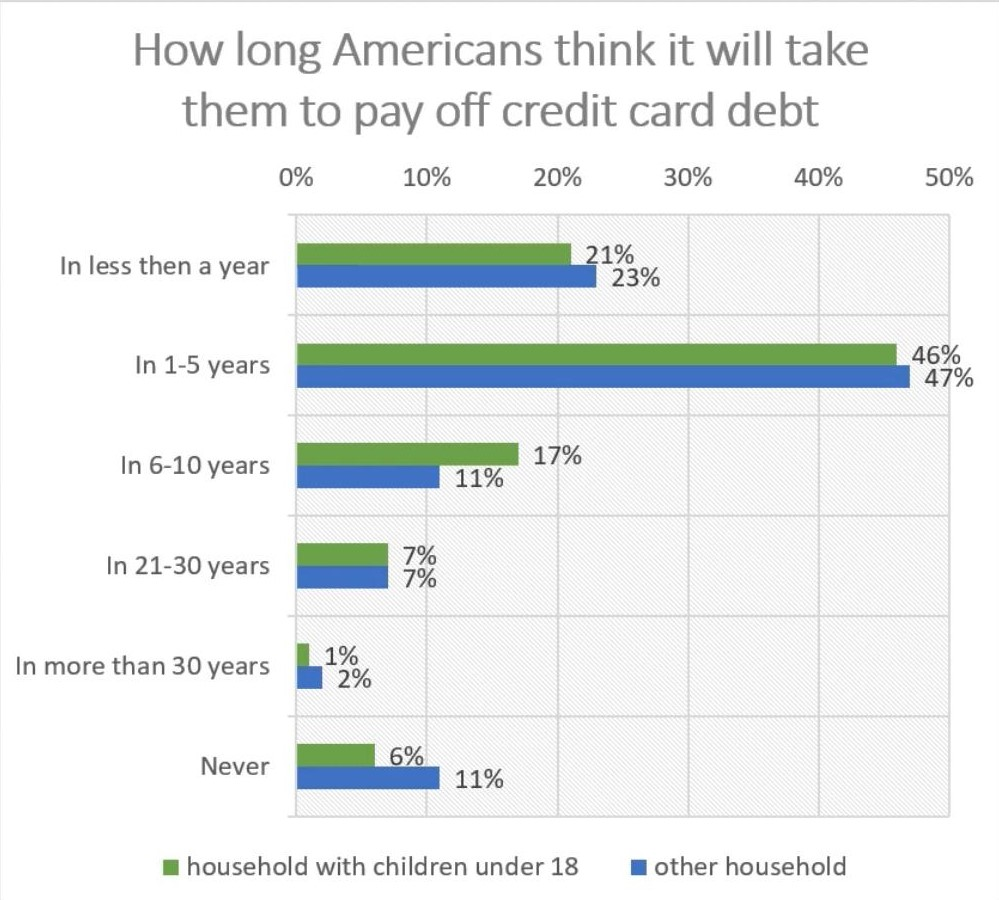 How long Americans think it will take
them to pay off credit card debt
0% 10% 20% 30% 40% 50%
In less then a year
21%
23%
In 1-5 years
46%
47%
In 6-10 years
17%
11%
In 21-30 years
7%
7%
In more than 30 years
1%
2%
Never
6%
11%
household with children under 18 other household